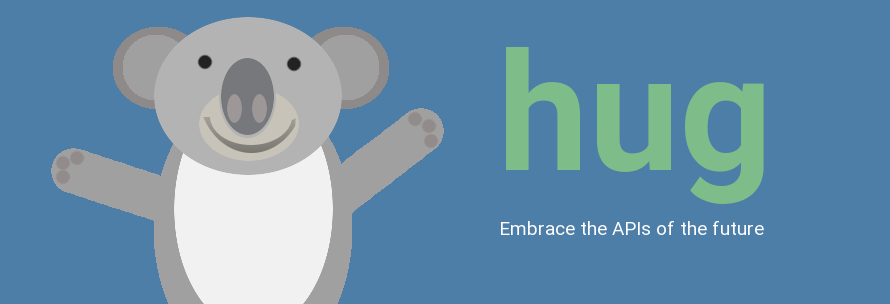 hug
Embrace the APIs of the future